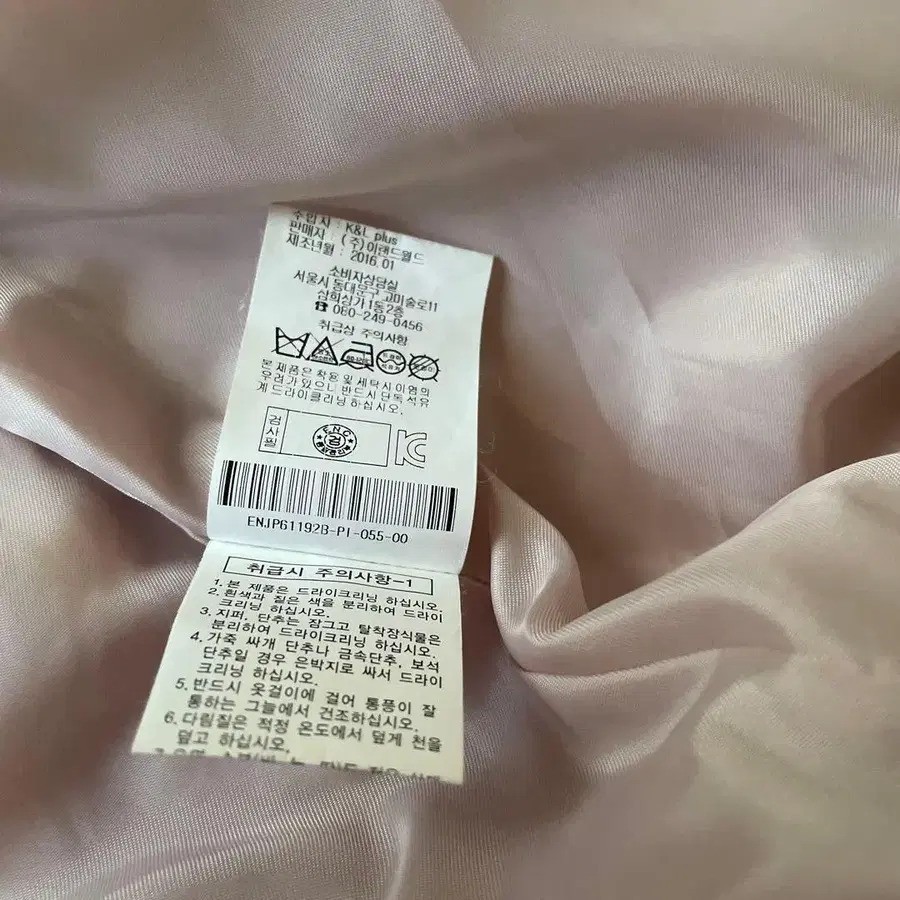 수입자 : K&L plus
판매자 : (주)이랜드월드
제조년월 : 2016.01
소비자상담실
서울시 동대문구 고미술로11
삼희상가1동2층
☎ 080-249-0456
취급상 주의사항
본 제품은 착용 및 세탁시 이염의
우려가 있으니 반드시 단독 석유
계 드라이클리닝 하십시오.
검사필
E.N.C
검
KC
ENJP61192B-PI-055-00
취급시 주의사항-1
1. 본 제품은 드라이크리닝 하십시오.
2. 흰색과 짙은 색을 분리하여 드라이
크리닝 하십시오.
3. 지퍼, 단추는 잠그고 탈착장식물은
분리하여 드라이크리닝 하십시오.
4. 가죽 싸개 단추나 금속단추, 보석
단추일 경우 은박지로 싸서 드라이
크리닝 하십시오.
5. 반드시 옷걸이에 걸어 통풍이 잘
통하는 그늘에서 건조하십시오.
6. 다림질은 적정 온도에서 덮게 천을
덮고 하십시오.